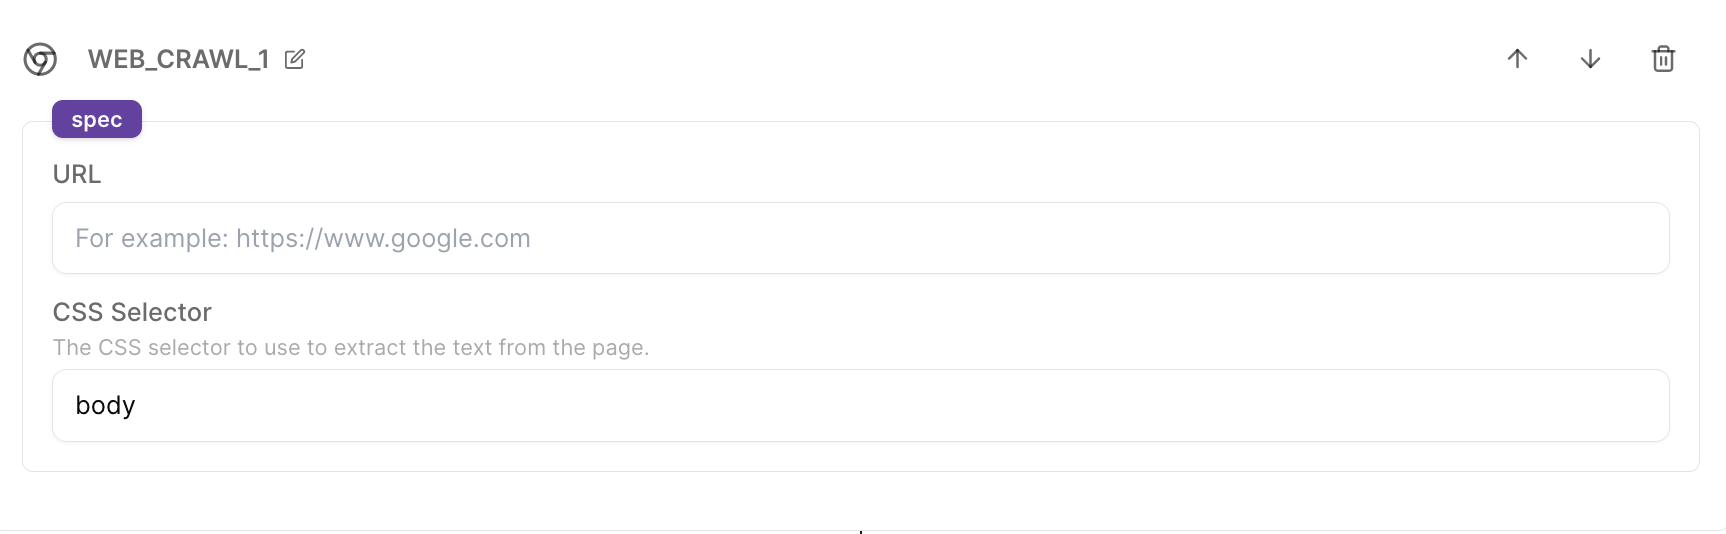 WEB_CRAWL_1
spec
URL
For example: https://www.google.com
CSS Selector
The CSS selector to use to extract the text from the page.
body